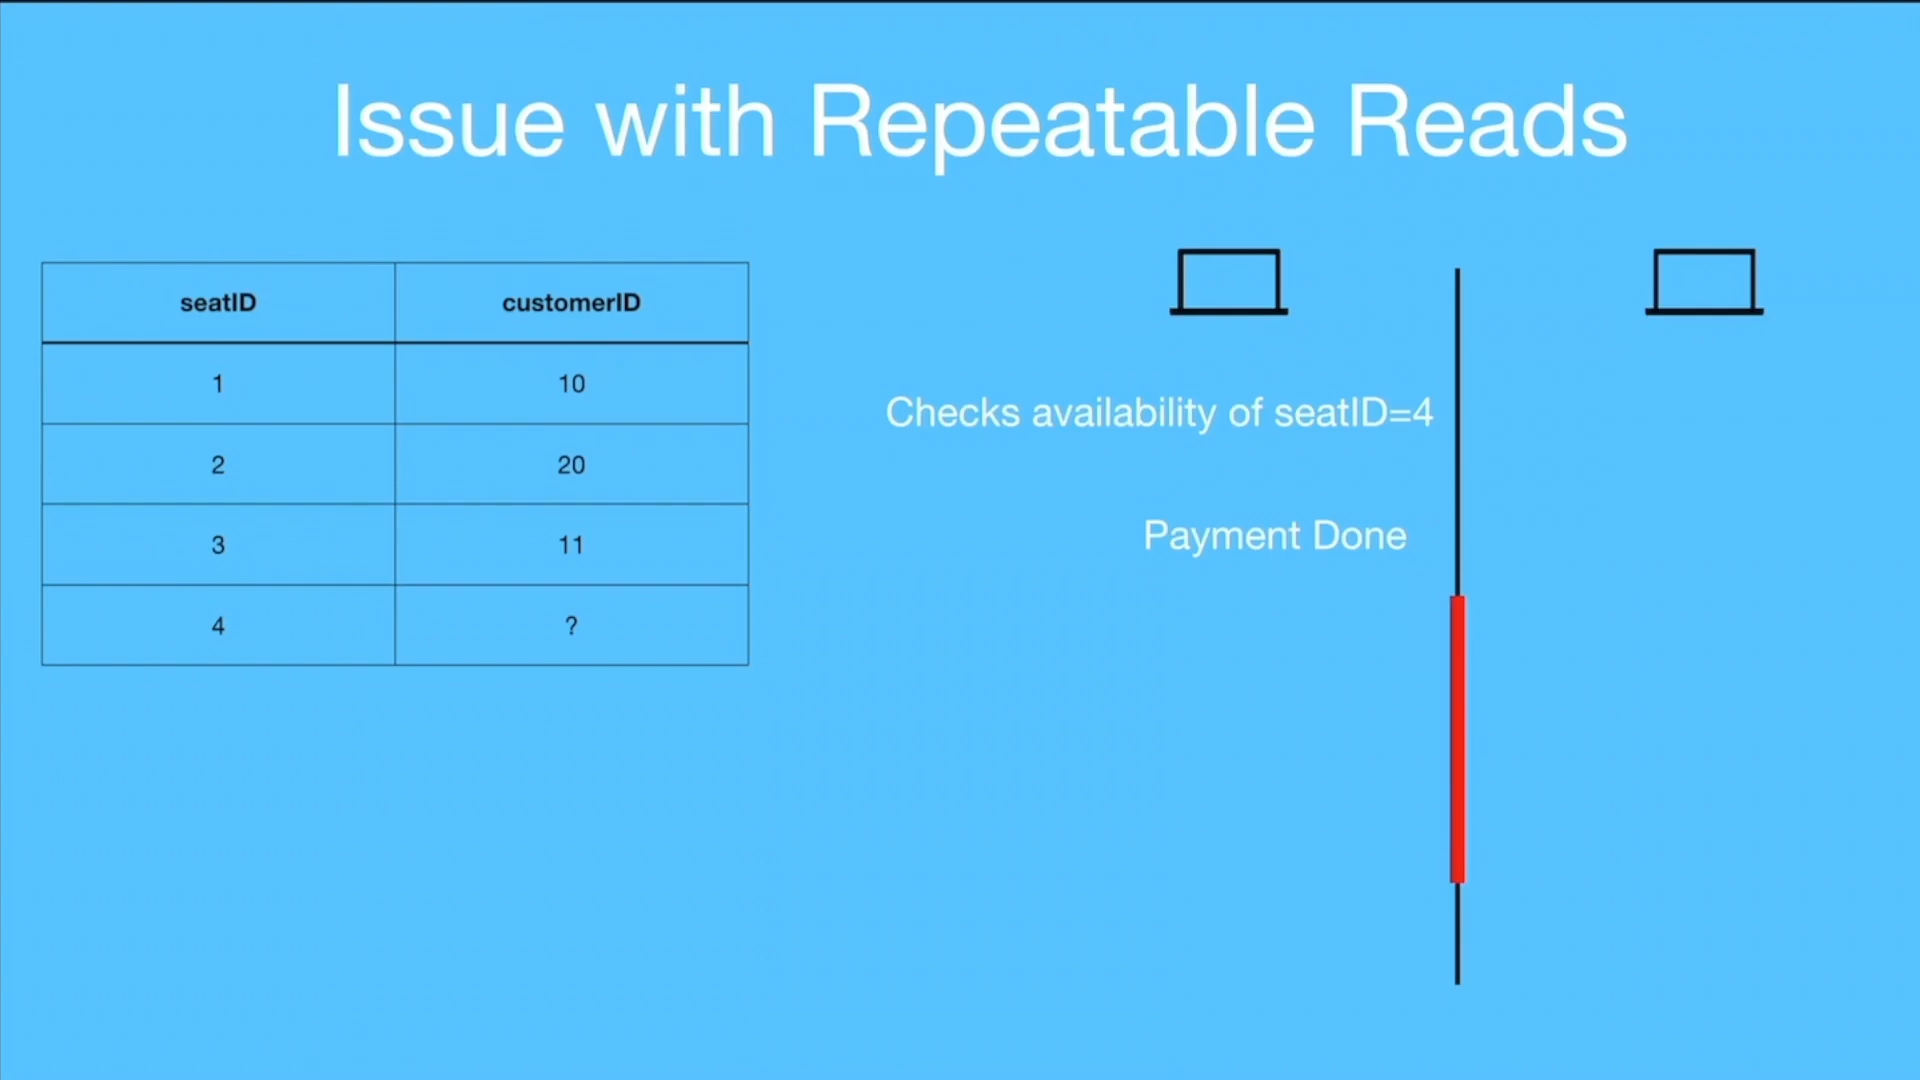 Issue with Repeatable Reads
seatID customerID
1 10
2 20
3 11
4 ?
Checks availability of seatID=4
Payment Done